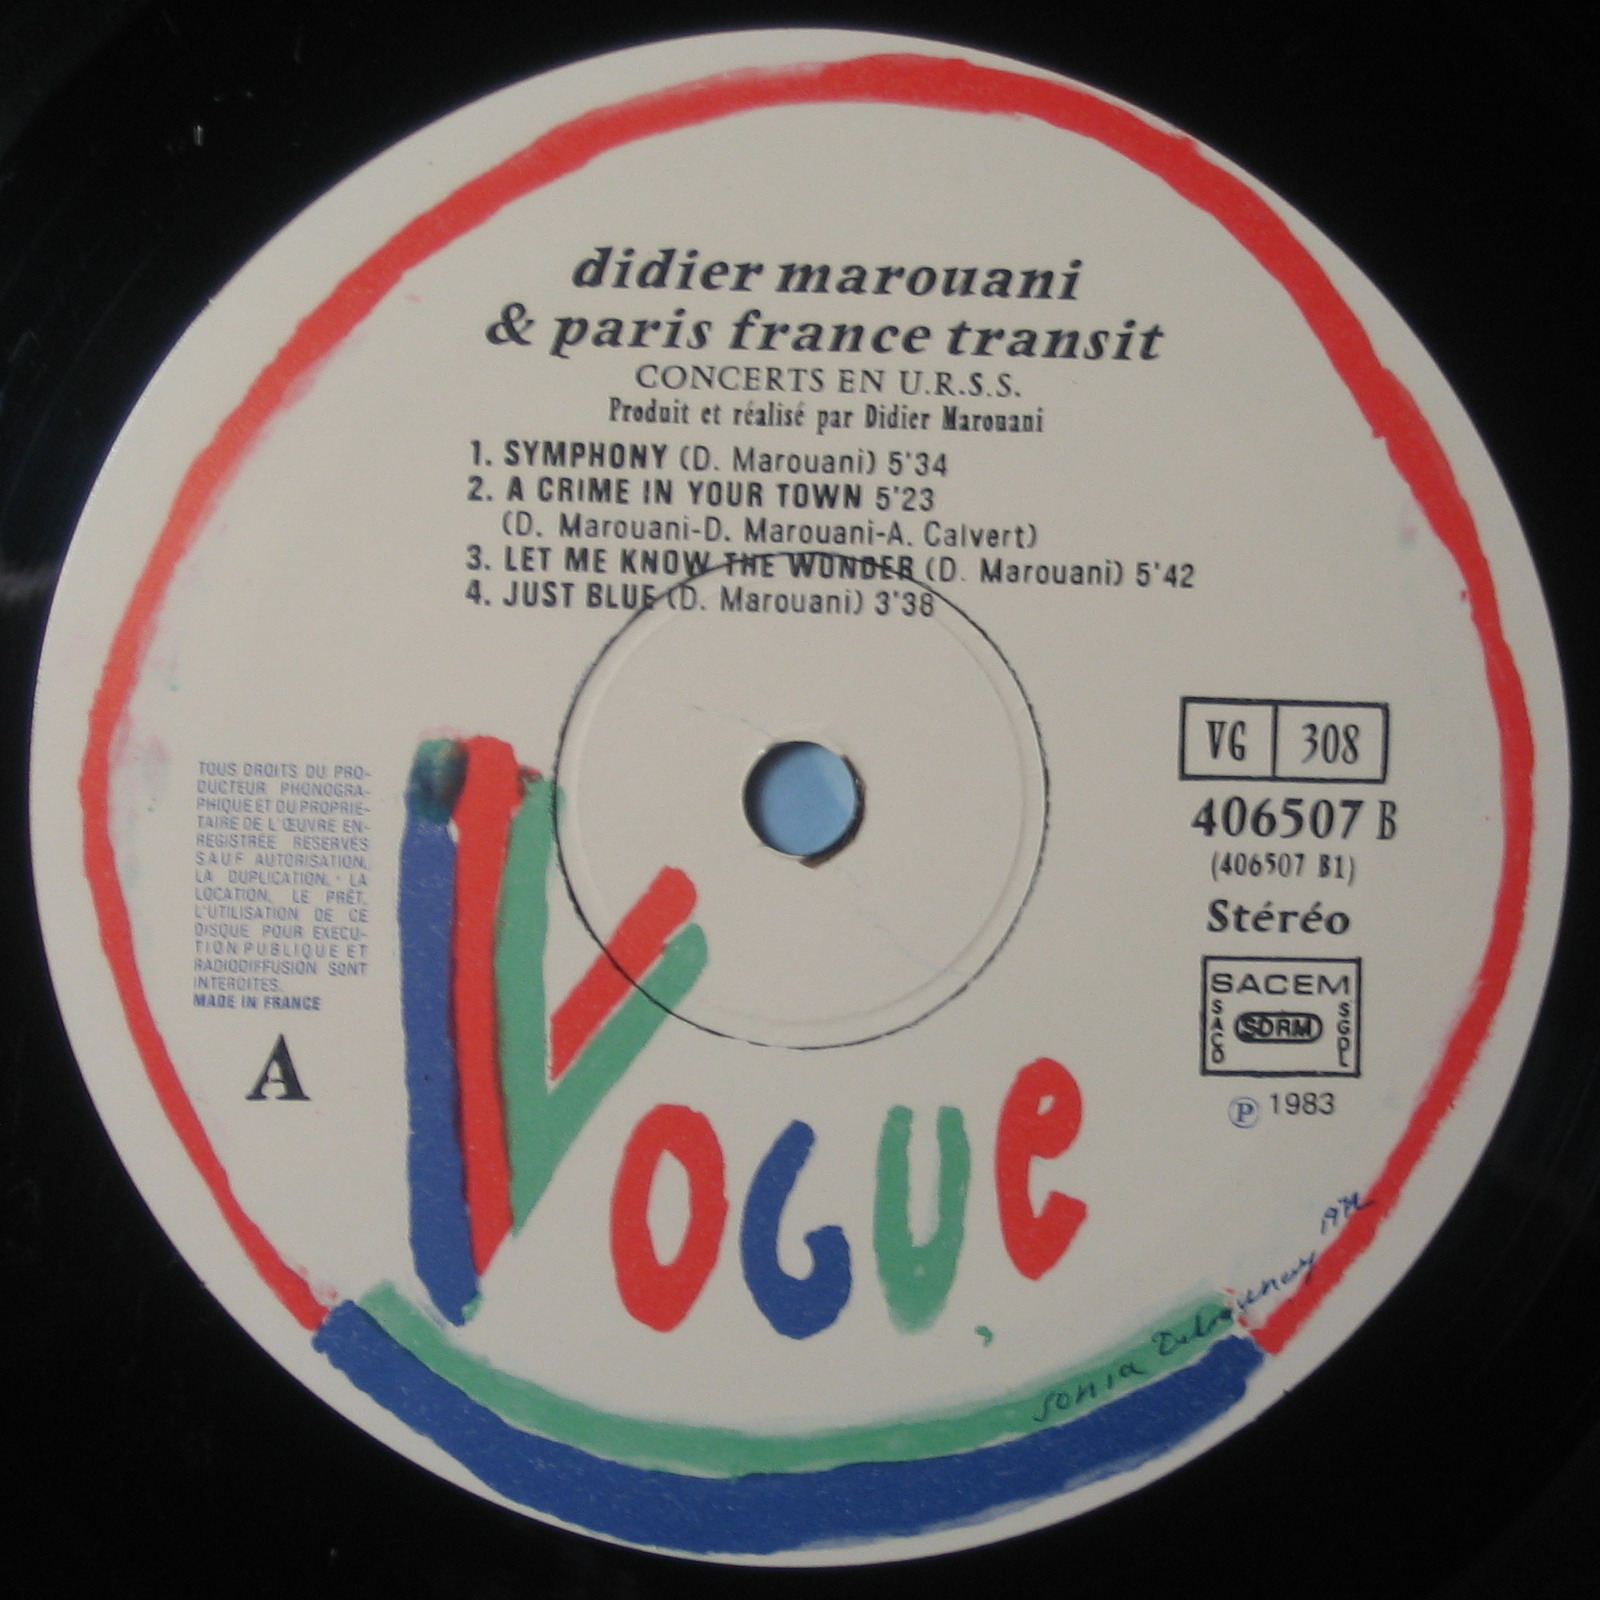 didier marouani
& paris france transit
CONCERTS EN U.R.S.S.
Produit et réalisé par Didier Marouani
1. SYMPHONY (D. Marouani) 5'34
2. A CRIME IN YOUR TOWN 5'23
(D. Marouani-D. Marouani-A. Calvert)
3. LET ME KNOW THE WONDER (D. Marouani) 5'42
4. JUST BLUE (D. Marouani) 3'38
TOUS DROITS DU PRO-
DUCTEUR PHONOGRA-
PHIQUE ET DU PROPRIE-
TAIRE DE L'ŒUVRE EN-
REGISTRÉE RESERVÉS
SAUF AUTORISATION,
LA DUPLICATION, LA
LOCATION, LE PRÊT,
L'UTILISATION DE CE
DISQUE POUR EXECU-
TION PUBLIQUE ET
RADIODIFFUSION SONT
INTERDITES.
MADE IN FRANCE
A
VG 308
406507 B
(406507 B1)
Stéréo
SACEM
SACD SDRM SGDL
Ⓟ 1983
VOGUE
sonia Delaunay 1972